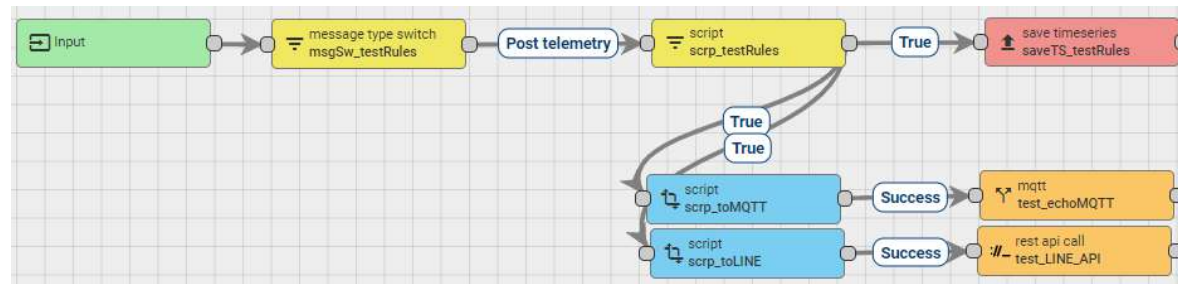 Input
message type switch
msgSw_testRules
Post telemetry
script
scrp_testRules
True
save timeseries
saveTS_testRules
True
True
script
scrp_toMQTT
Success
mqtt
test_echoMQTT
script
scrp_toLINE
Success
rest api call
test_LINE_API